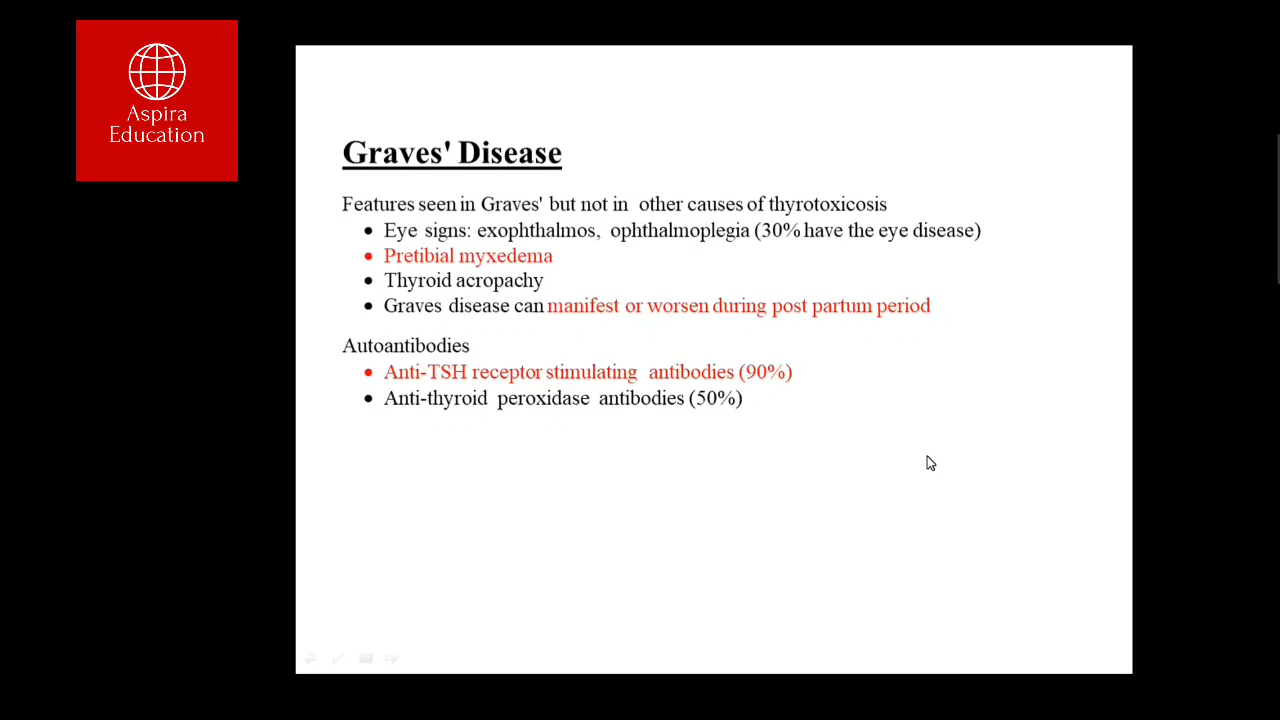 Aspira
Education
Graves' Disease
Features seen in Graves' but not in other causes of thyrotoxicosis
• Eye signs: exophthalmos, ophthalmoplegia (30% have the eye disease)
• Pretibial myxedema
• Thyroid acropachy
• Graves disease can manifest or worsen during post partum period
Autoantibodies
• Anti-TSH receptor stimulating antibodies (90%)
• Anti-thyroid peroxidase antibodies (50%)